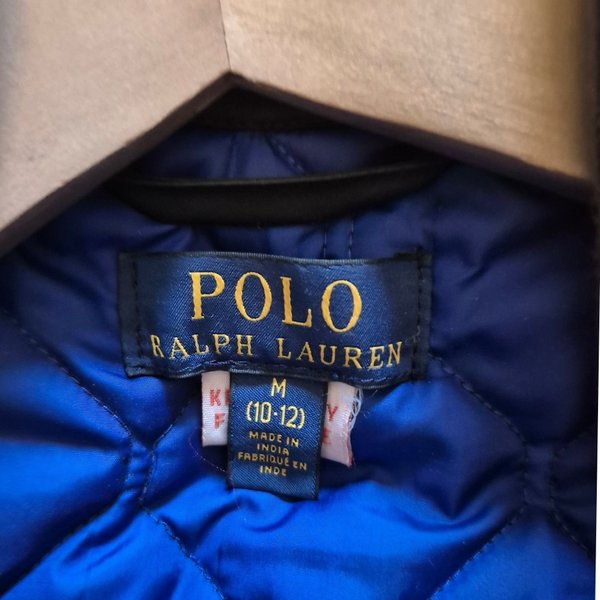 POLO
RALPH LAUREN
M
(10-12)
MADE IN
INDIA
FABRIQUÉ EN
INDE